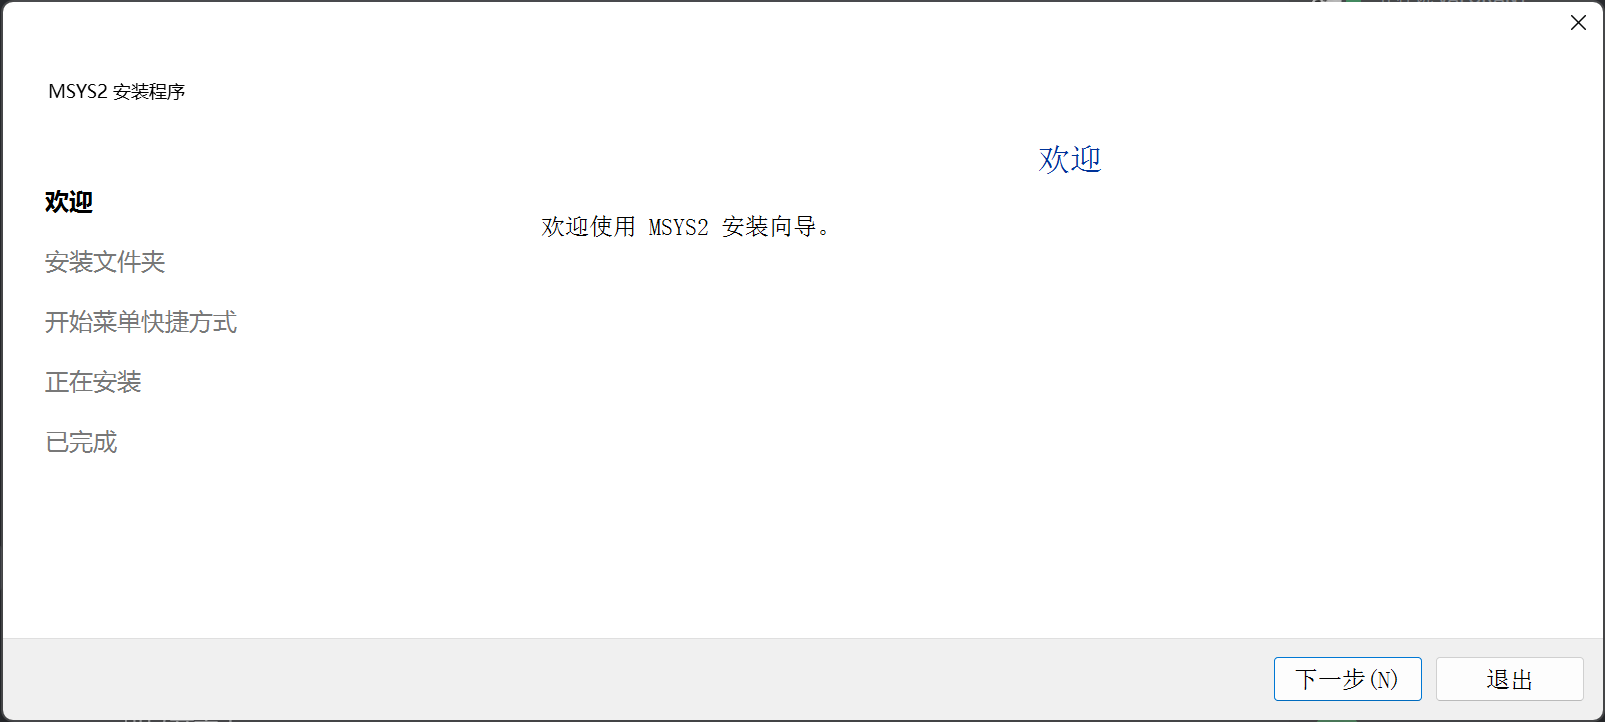 MSYS2 安装程序
欢迎
欢迎
欢迎使用 MSYS2 安装向导。
安装文件夹
开始菜单快捷方式
正在安装
已完成
下一步(N)
退出